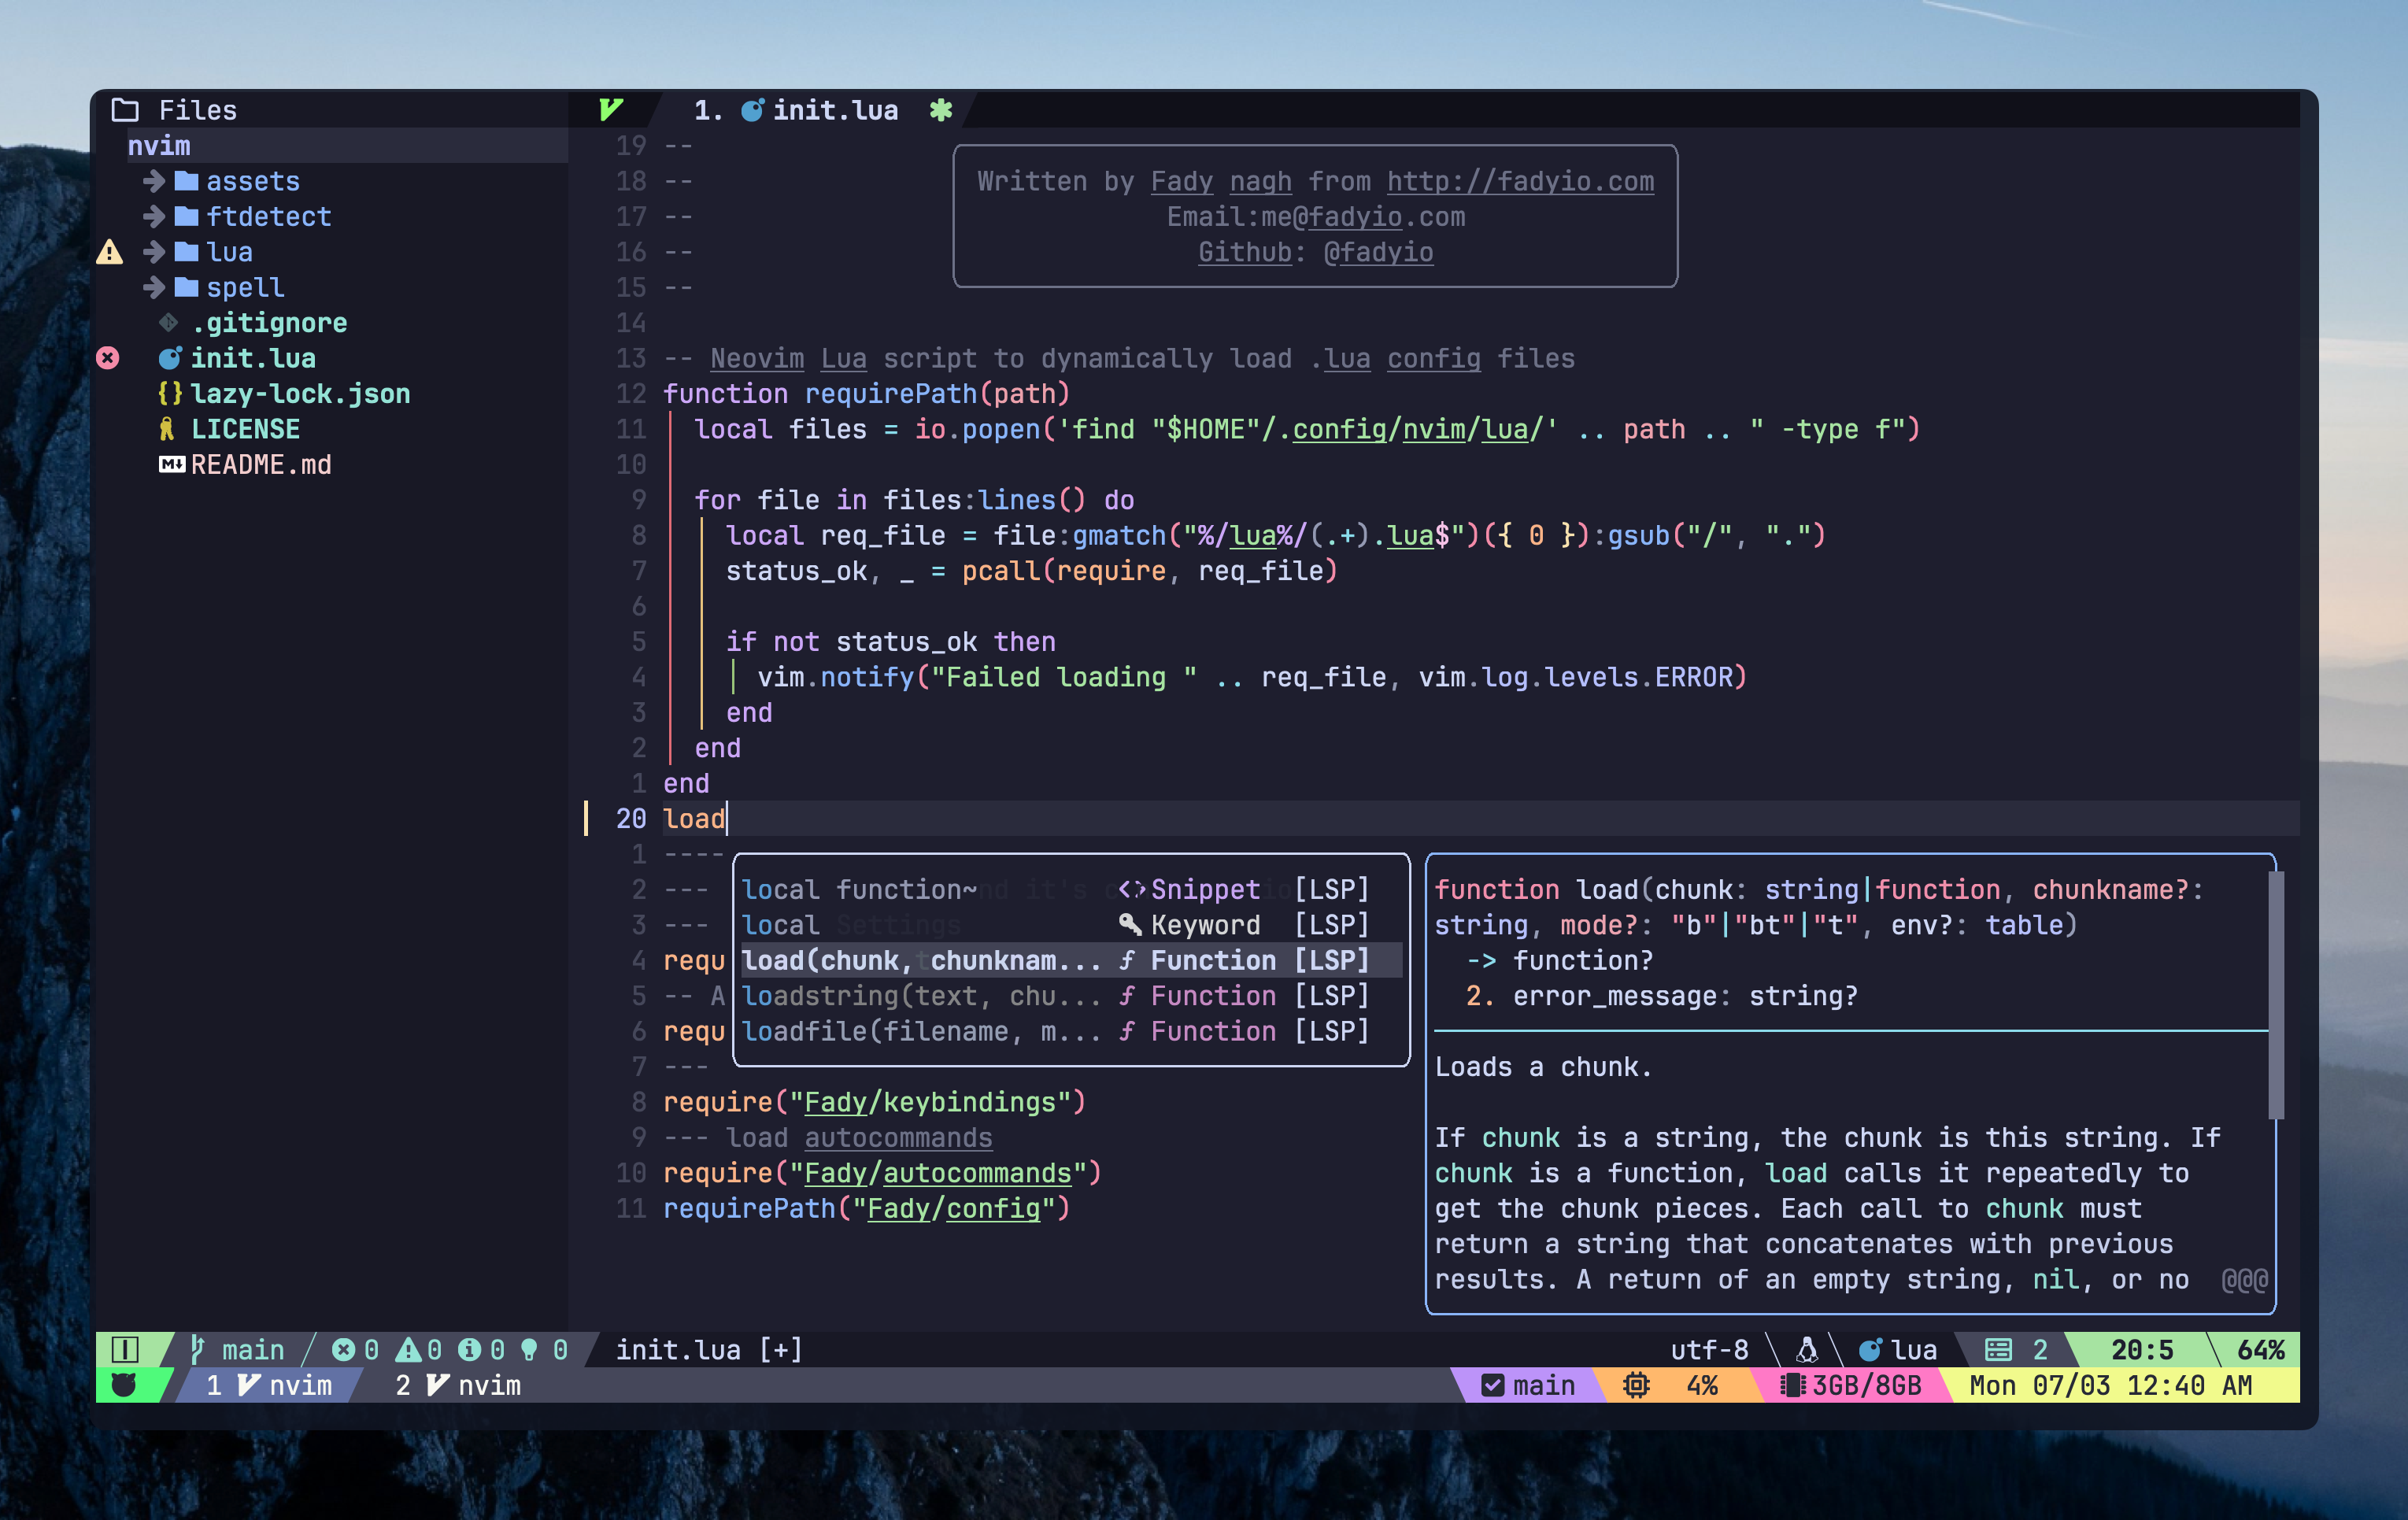 Files
nvim
assets
ftdetect
lua
spell
.gitignore
init.lua
{} lazy-lock.json
LICENSE
README.md
1. init.lua
19 --
18 -- Written by Fady nagh from http://fadyio.com
17 -- Email:me@fadyio.com
16 -- Github: @fadyio
15 --
14
13 -- Neovim Lua script to dynamically load .lua config files
12 function requirePath(path)
11 local files = io.popen('find "$HOME"/.config/nvim/lua/' .. path .. " -type f")
10
9 for file in files:lines() do
8 local req_file = file:gmatch("%/lua%/(.+).lua$")({ 0 }):gsub("/", ".")
7 status_ok, _ = pcall(require, req_file)
6
5 if not status_ok then
4 vim.notify("Failed loading " .. req_file, vim.log.levels.ERROR)
3 end
2 end
1 end
20 load
1 ----
2 ---
3 ---
4 requ
5 -- A
6 requ
7 ---
8 require("Fady/keybindings")
9 --- load autocommands
10 require("Fady/autocommands")
11 requirePath("Fady/config")
local function~ Snippet [LSP]
local Settings Keyword [LSP]
load(chunk, chunknam... f Function [LSP]
loadstring(text, chu... f Function [LSP]
loadfile(filename, m... f Function [LSP]
function load(chunk: string|function, chunkname?:
string, mode?: "b"|"bt"|"t", env?: table)
-> function?
2. error_message: string?
Loads a chunk.
If chunk is a string, the chunk is this string. If
chunk is a function, load calls it repeatedly to
get the chunk pieces. Each call to chunk must
return a string that concatenates with previous
results. A return of an empty string, nil, or no @@@
I main 0 0 0 0 init.lua [+] utf-8 lua 2 20:5 64%
1 nvim 2 nvim main 4% 3GB/8GB Mon 07/03 12:40 AM